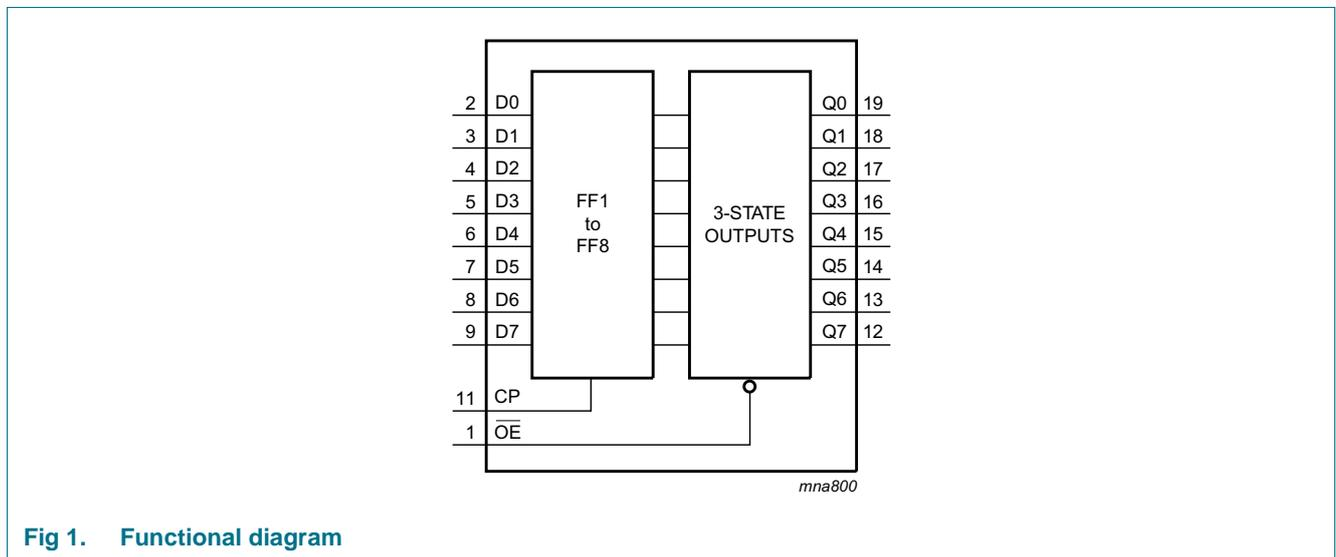 2 D0 Q0 19
3 D1 Q1 18
4 D2 Q2 17
5 D3 Q3 16
6 D4 Q4 15
7 D5 Q5 14
8 D6 Q6 13
9 D7 Q7 12
FF1
to
FF8
3-STATE
OUTPUTS
11 CP
1 O̅E̅
mna800
Fig 1. Functional diagram